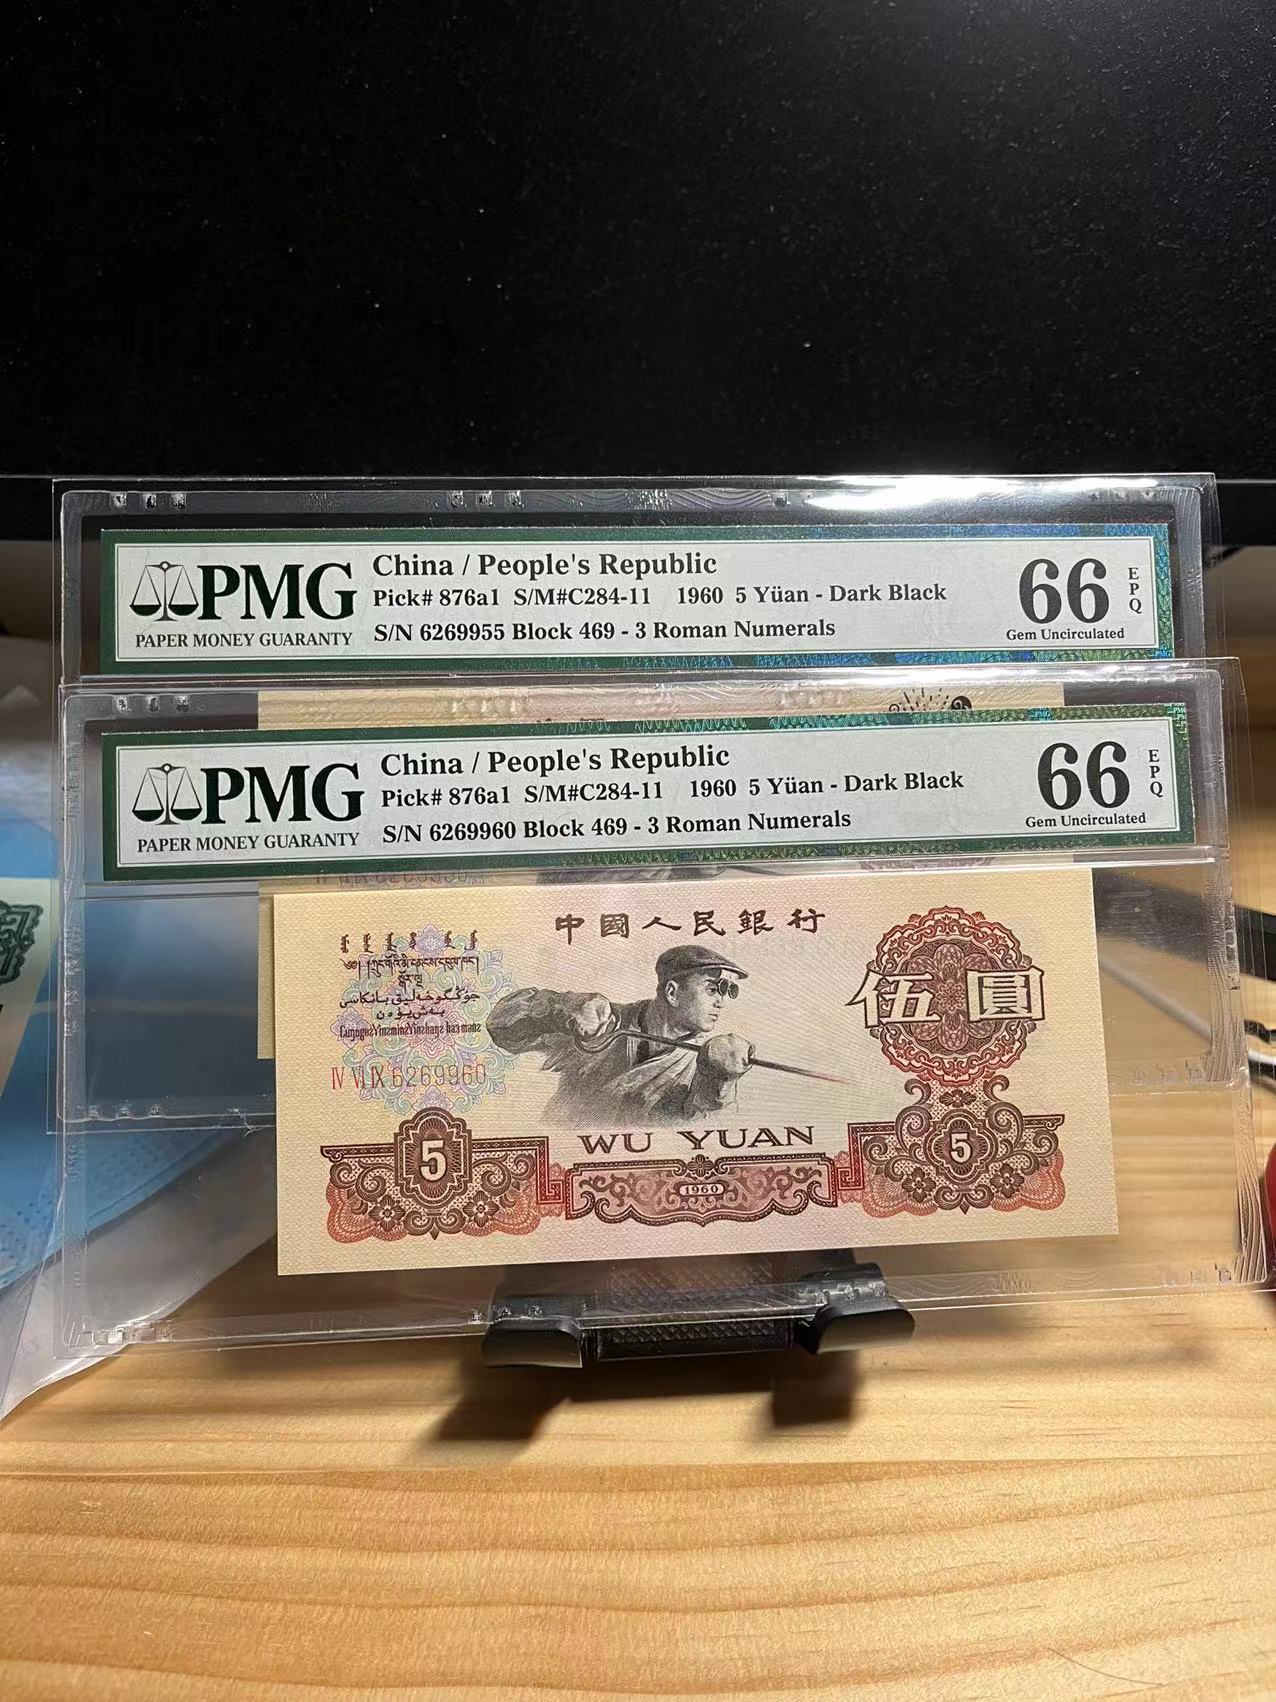 PMG
PAPER MONEY GUARANTY
China / People's Republic
Pick# 876a1 S/M#C284-11 1960 5 Yüan - Dark Black
S/N 6269955 Block 469 - 3 Roman Numerals
66
EPQ
Gem Uncirculated
PMG
PAPER MONEY GUARANTY
China / People's Republic
Pick# 876a1 S/M#C284-11 1960 5 Yüan - Dark Black
S/N 6269960 Block 469 - 3 Roman Numerals
66
EPQ
Gem Uncirculated
中國人民銀行
伍圓
IV VI IX 6269960
WU YUAN
5
1960
5